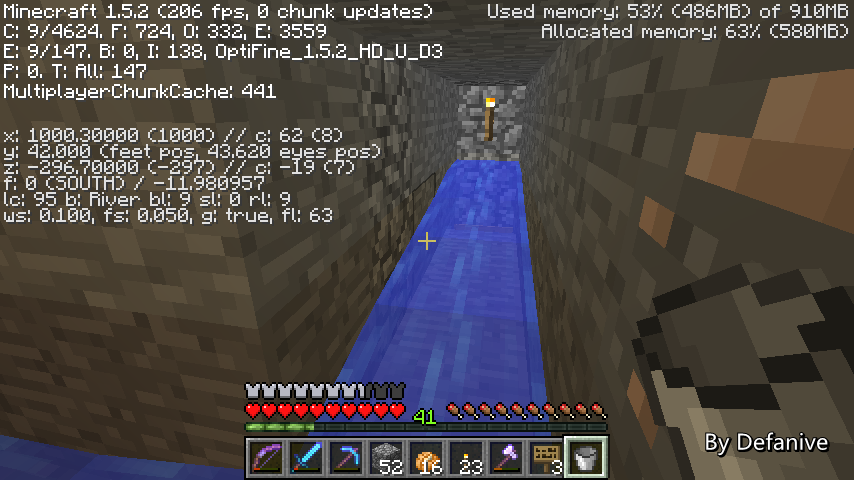 Minecraft 1.5.2 (206 fps, 0 chunk updates)
C: 9/4624, F: 724, O: 332, E: 3559
E: 9/147, B: 0, I: 138, OptiFine_1.5.2_HD_U_D3
P: 0, T: All: 147
MultiplayerChunkCache: 441
Used memory: 53% (486MB) of 910MB
Allocated memory: 63% (580MB)
x: 1000.30000 (1000) // c: 62 (8)
y: 42.000 (feet pos, 43.620 eyes pos)
z: -296.70000 (-297) // c: -19 (7)
f: 0 (SOUTH) / -11.980957
lc: 95 b: River bl: 9 sl: 0 rl: 9
ws: 0.100, fs: 0.050, g: true, fl: 63
41
52 16 23 3
By Defanive